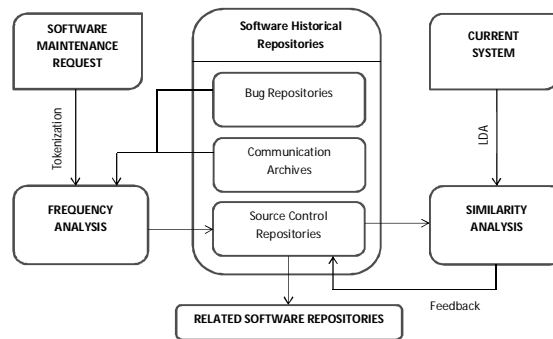 SOFTWARE
MAINTENANCE
REQUEST
Software Historical
Repositories
CURRENT
SYSTEM
Bug Repositories
Tokenization
LDA
Communication
Archives
FREQUENCY
ANALYSIS
Source Control
Repositories
SIMILARITY
ANALYSIS
Feedback
RELATED SOFTWARE REPOSITORIES